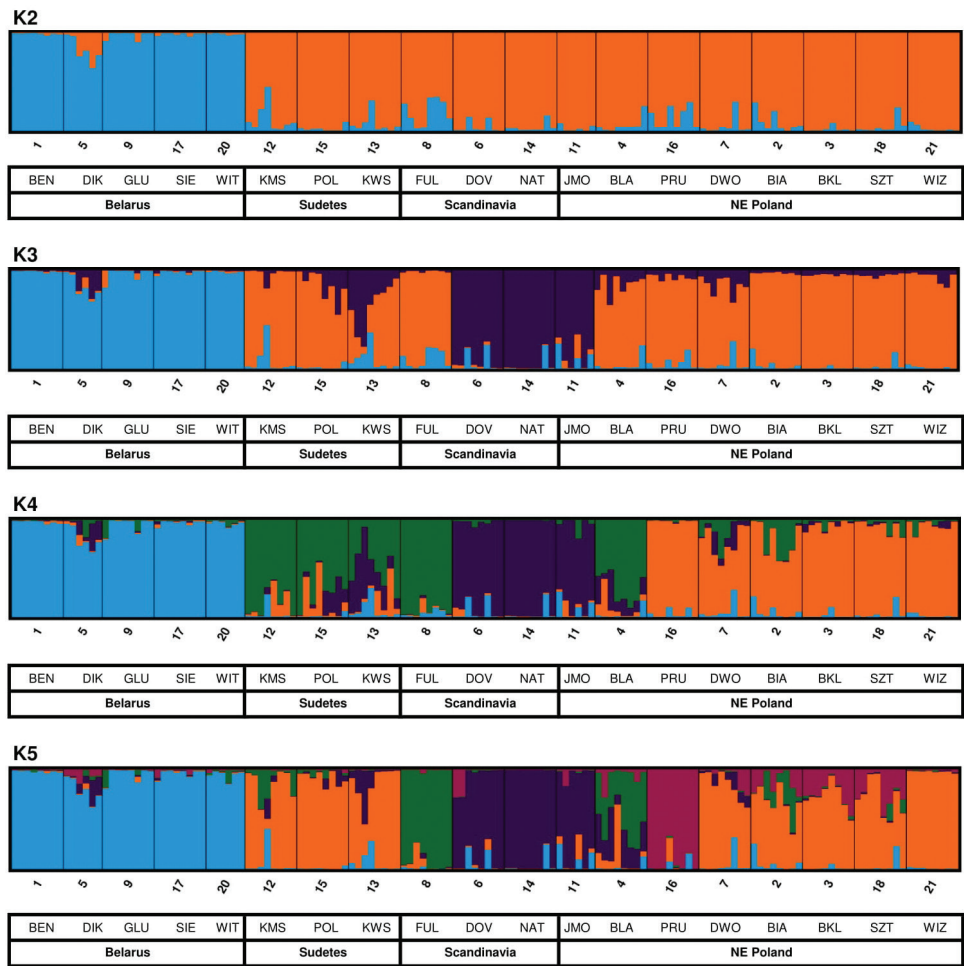 K2
1 5 9 17 20 12 15 13 8 6 14 11 4 16 7 2 3 18 21
BEN DIK GLU SIE WIT KMS POL KWS FUL DOV NAT JMO BLA PRU DWO BIA BKL SZT WIZ
Belarus Sudetes Scandinavia NE Poland
K3
1 5 9 17 20 12 15 13 8 6 14 11 4 16 7 2 3 18 21
BEN DIK GLU SIE WIT KMS POL KWS FUL DOV NAT JMO BLA PRU DWO BIA BKL SZT WIZ
Belarus Sudetes Scandinavia NE Poland
K4
1 5 9 17 20 12 15 13 8 6 14 11 4 16 7 2 3 18 21
BEN DIK GLU SIE WIT KMS POL KWS FUL DOV NAT JMO BLA PRU DWO BIA BKL SZT WIZ
Belarus Sudetes Scandinavia NE Poland
K5
1 5 9 17 20 12 15 13 8 6 14 11 4 16 7 2 3 18 21
BEN DIK GLU SIE WIT KMS POL KWS FUL DOV NAT JMO BLA PRU DWO BIA BKL SZT WIZ
Belarus Sudetes Scandinavia NE Poland